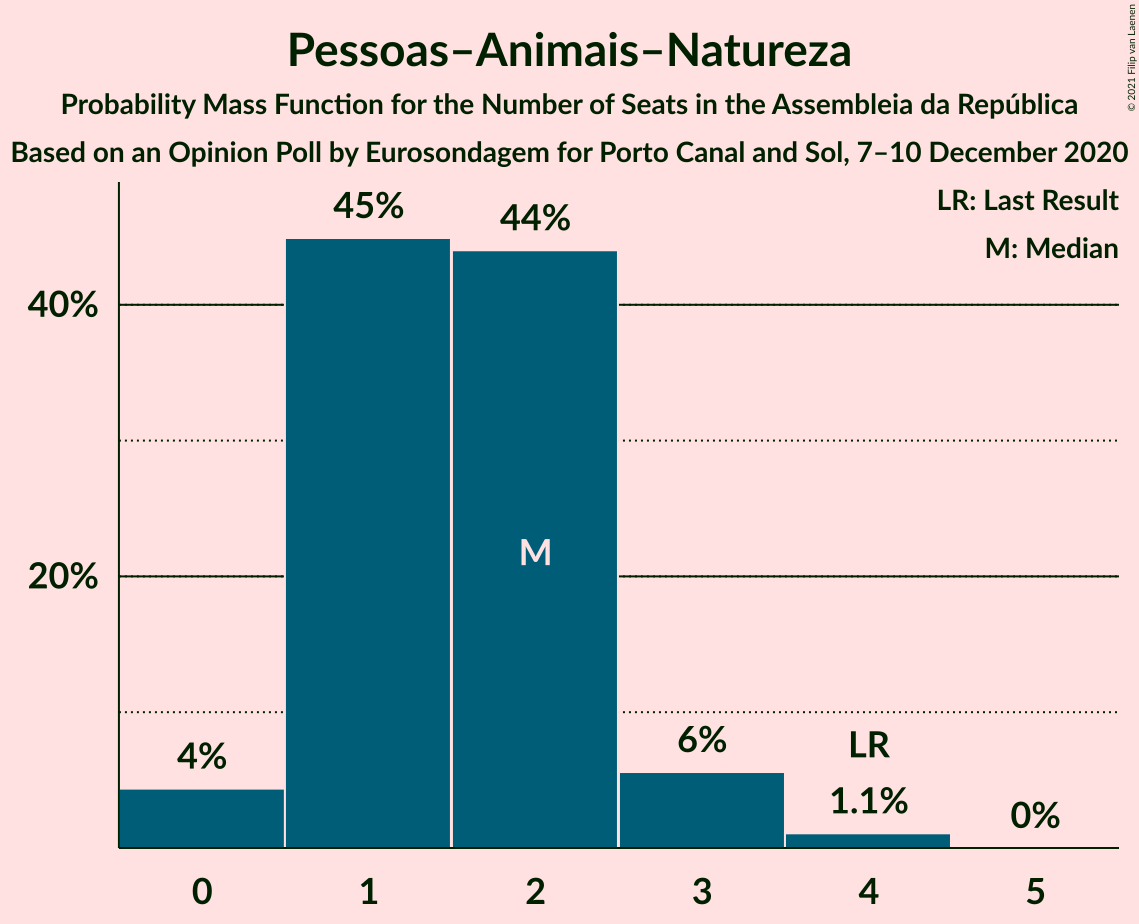 Pessoas–Animais–Natureza
Probability Mass Function for the Number of Seats in the Assembleia da República
Based on an Opinion Poll by Eurosondagem for Porto Canal and Sol, 7–10 December 2020
© 2021 Filip van Laenen
LR: Last Result
M: Median
45%
44%
40%
M
20%
4%
6%
LR
1.1%
0%
0 1 2 3 4 5